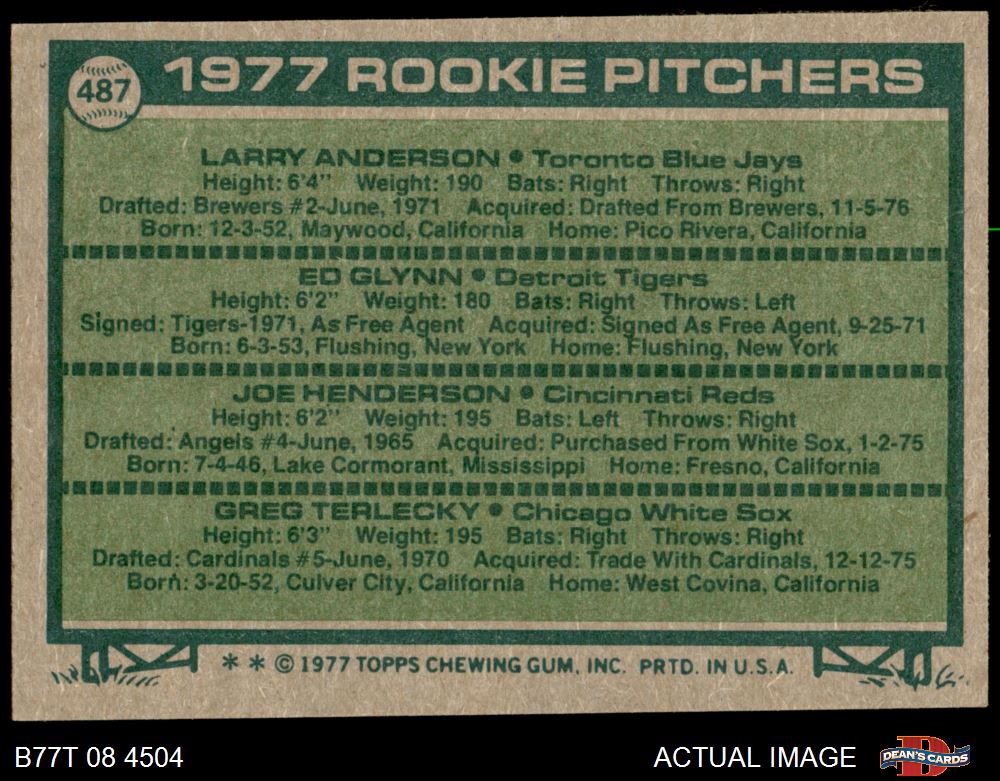 487
1977 ROOKIE PITCHERS
LARRY ANDERSON • Toronto Blue Jays
Height: 6'4" Weight: 190 Bats: Right Throws: Right
Drafted: Brewers #2-June, 1971 Acquired: Drafted From Brewers, 11-5-76
Born: 12-3-52, Maywood, California Home: Pico Rivera, California
ED GLYNN • Detroit Tigers
Height: 6'2" Weight: 180 Bats: Right Throws: Left
Signed: Tigers-1971, As Free Agent Acquired: Signed As Free Agent, 9-25-71
Born: 6-3-53, Flushing, New York Home: Flushing, New York
JOE HENDERSON • Cincinnati Reds
Height: 6'2" Weight: 195 Bats: Left Throws: Right
Drafted: Angels #4-June, 1965 Acquired: Purchased From White Sox, 1-2-75
Born: 7-4-46, Lake Cormorant, Mississippi Home: Fresno, California
GREG TERLECKY • Chicago White Sox
Height: 6'3" Weight: 195 Bats: Right Throws: Right
Drafted: Cardinals #5-June, 1970 Acquired: Trade With Cardinals, 12-12-75
Born: 3-20-52, Culver City, California Home: West Covina, California
* * © 1977 TOPPS CHEWING GUM, INC. PRTD. IN U.S.A.
B77T 08 4504
ACTUAL IMAGE
D
DEAN'S CARDS